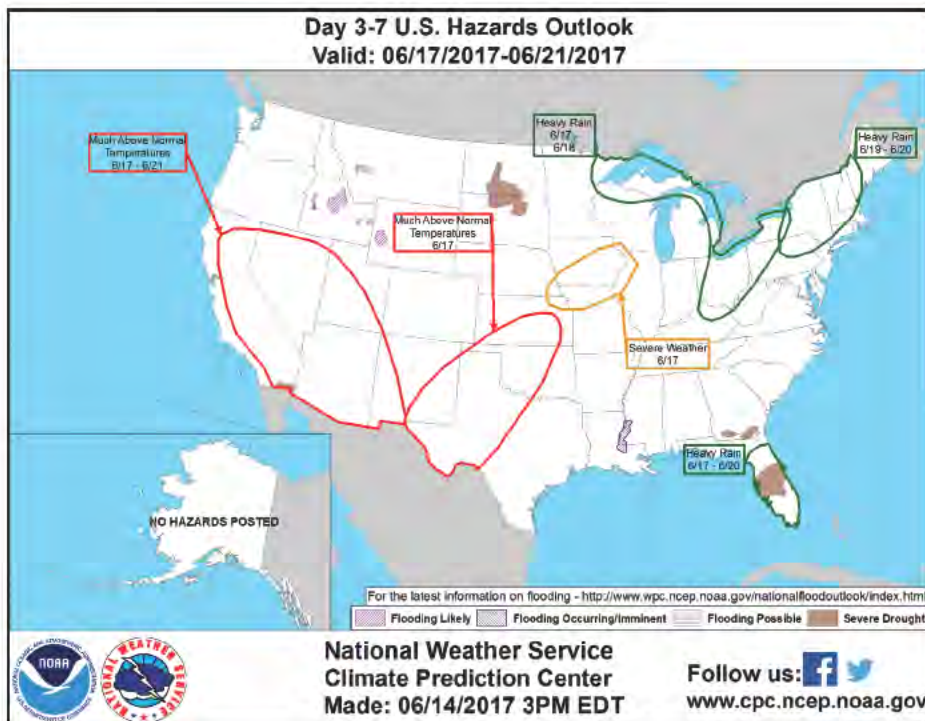 Day 3-7 U.S. Hazards Outlook
Valid: 06/17/2017-06/21/2017
Much Above Normal
Temperatures
6/17 - 6/21
Heavy Rain
6/17 -
6/18
Heavy Rain
6/19 - 6/20
Much Above Normal
Temperatures
6/17
Severe Weather
6/17
Heavy Rain
6/17 - 6/20
NO HAZARDS POSTED
For the latest information on flooding - http://www.wpc.ncep.noaa.gov/nationalfloodoutlook/index.html
Flooding Likely
Flooding Occurring/Imminent
Flooding Possible
Severe Drought
NOAA
NATIONAL WEATHER SERVICE
National Weather Service
Climate Prediction Center
Made: 06/14/2017 3PM EDT
Follow us:
www.cpc.ncep.noaa.gov